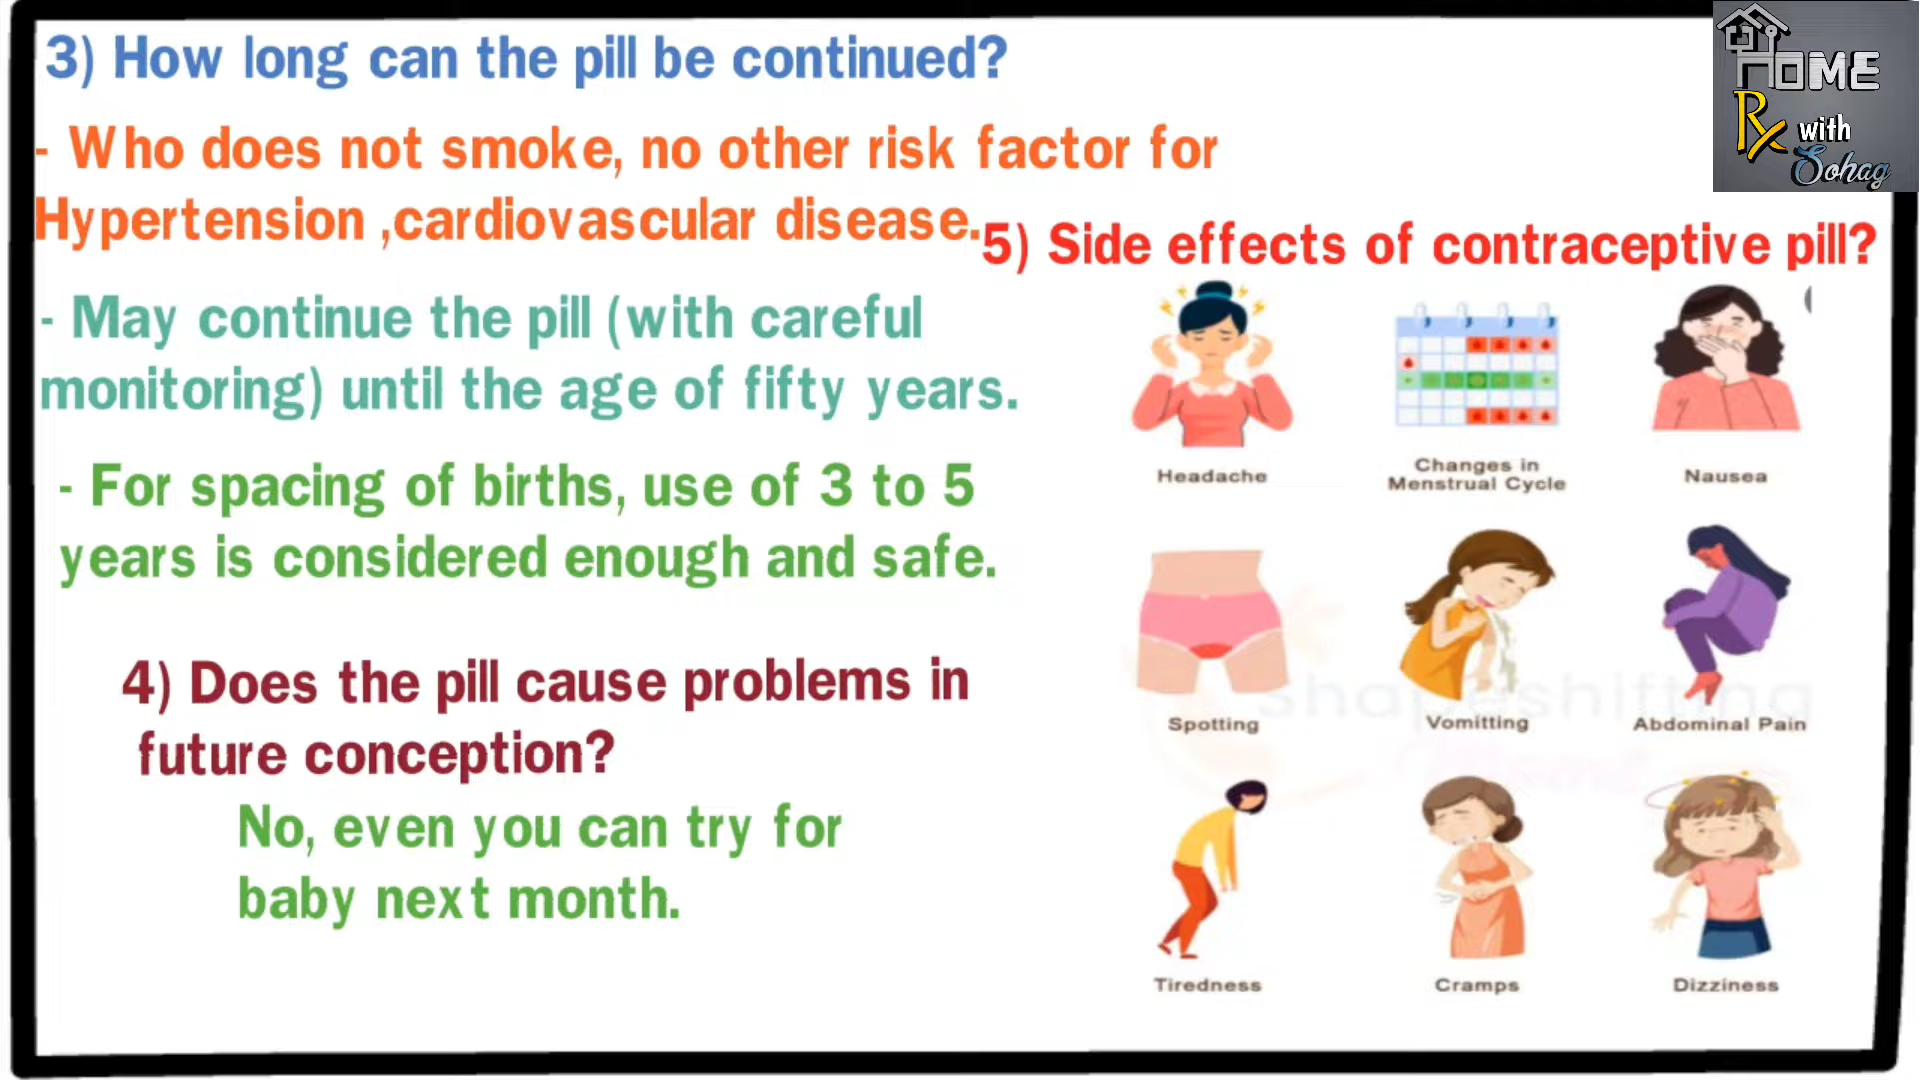 3) How long can the pill be continued?
- Who does not smoke, no other risk factor for
Hypertension ,cardiovascular disease.
- May continue the pill (with careful
monitoring) until the age of fifty years.
- For spacing of births, use of 3 to 5
years is considered enough and safe.
4) Does the pill cause problems in
future conception?
No, even you can try for
baby next month.
HOME
Rx with
Sohag
5) Side effects of contraceptive pill?
Headache
Changes in
Menstrual Cycle
Nausea
Spotting
Vomitting
Abdominal Pain
shapeshifting
Tiredness
Cramps
Dizziness